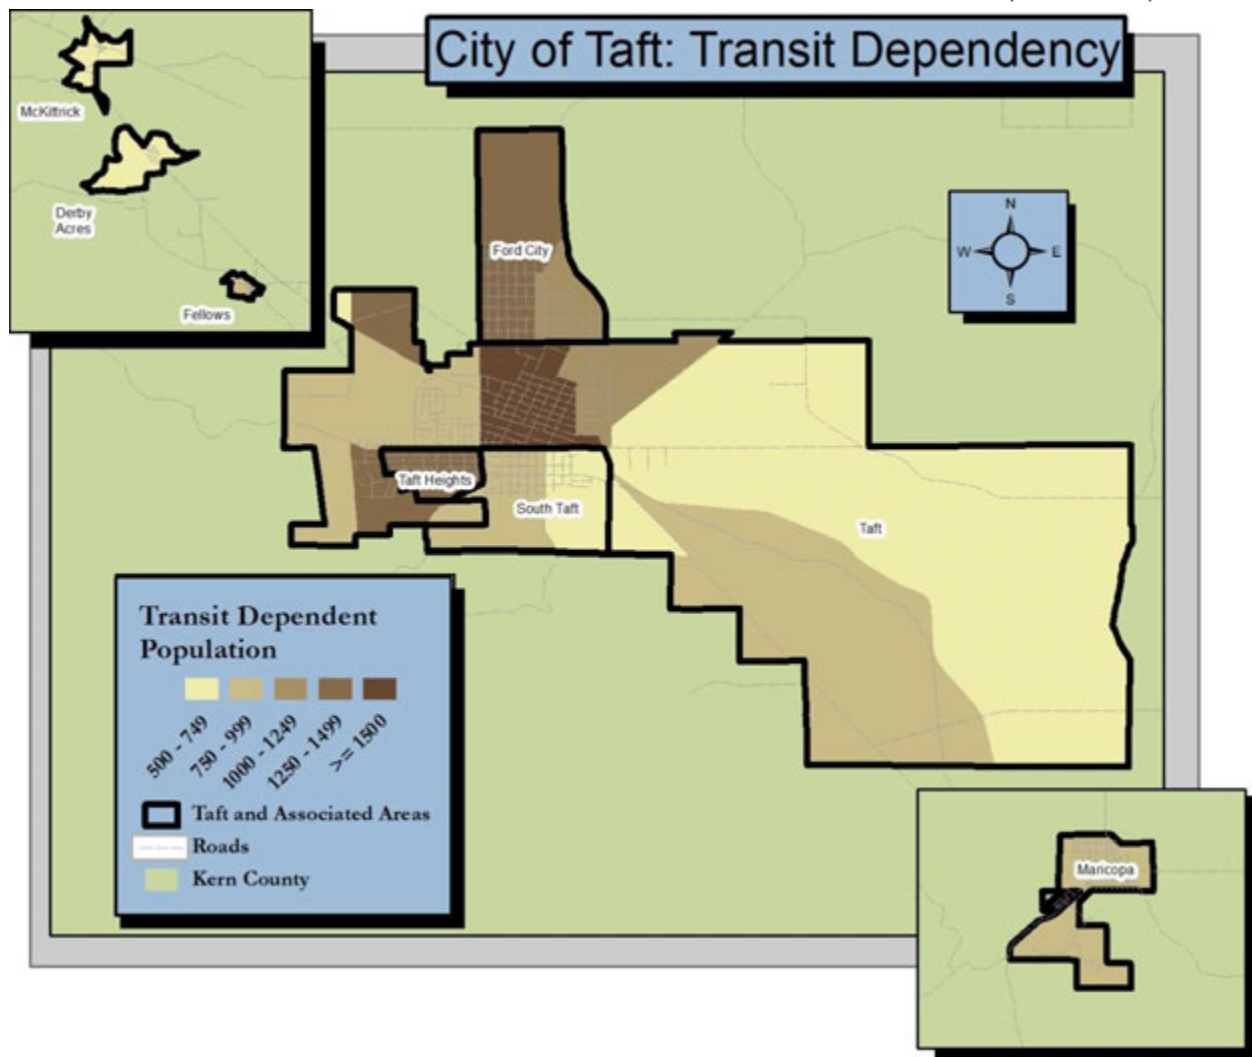 City of Taft: Transit Dependency
McKittrick
Derby
Acres
Fellows
N
W
E
S
Ford City
Taft Heights
South Taft
Taft
Transit Dependent
Population
500 - 749
750 - 999
1000 - 1249
1250 - 1499
>= 1500
Taft and Associated Areas
Roads
Kern County
Maricopa